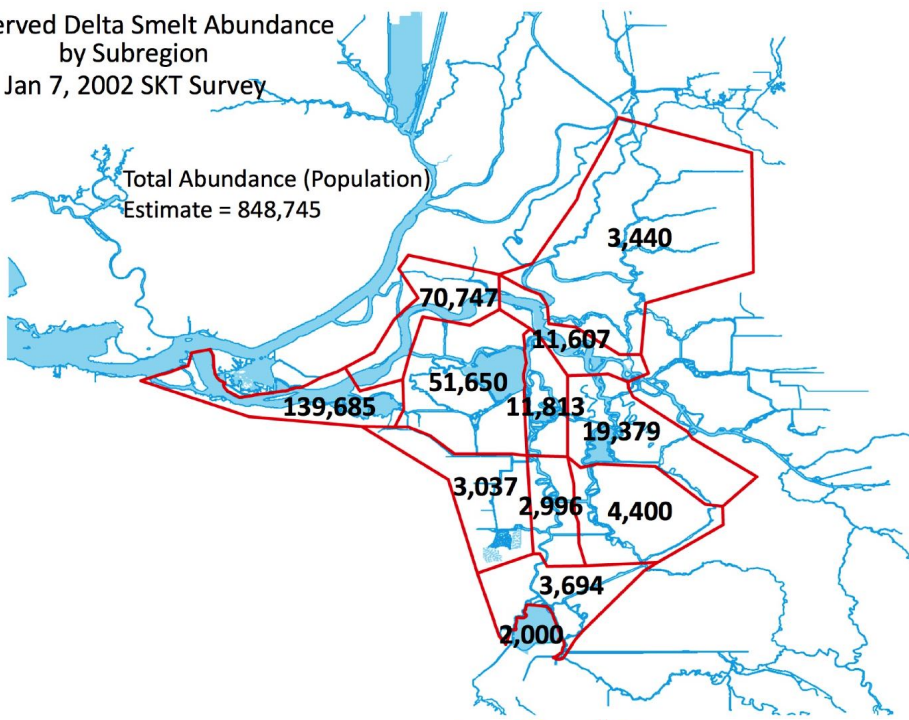 erved Delta Smelt Abundance
by Subregion
Jan 7, 2002 SKT Survey
Total Abundance (Population)
Estimate = 848,745
3,440
70,747
11,607
51,650
139,685
11,813
19,379
3,037
2,996
4,400
3,694
2,000